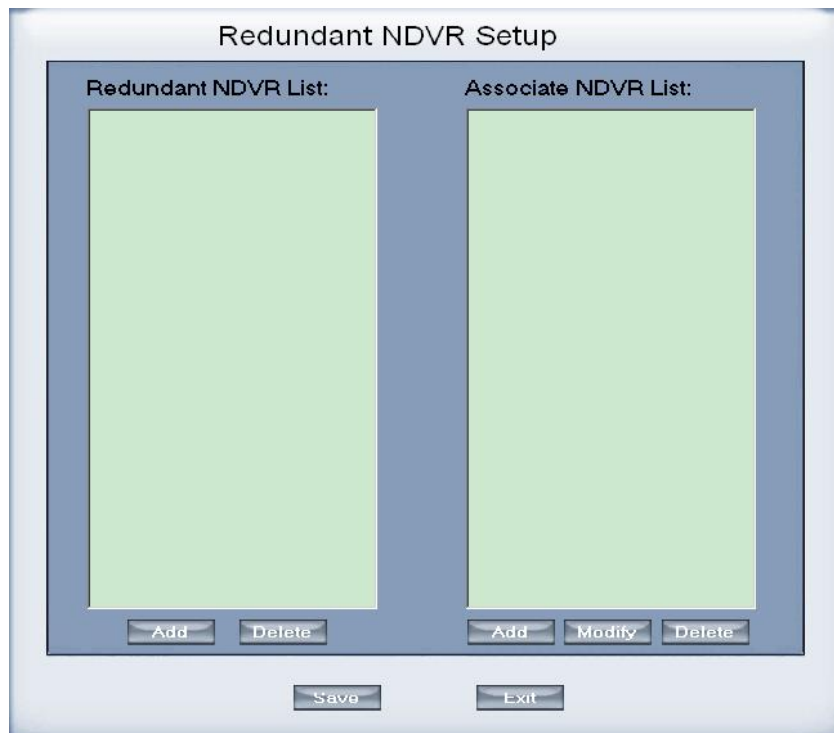 Redundant NDVR Setup
Redundant NDVR List:
Associate NDVR List:
Add
Delete
Add
Modify
Delete
Save
Exit